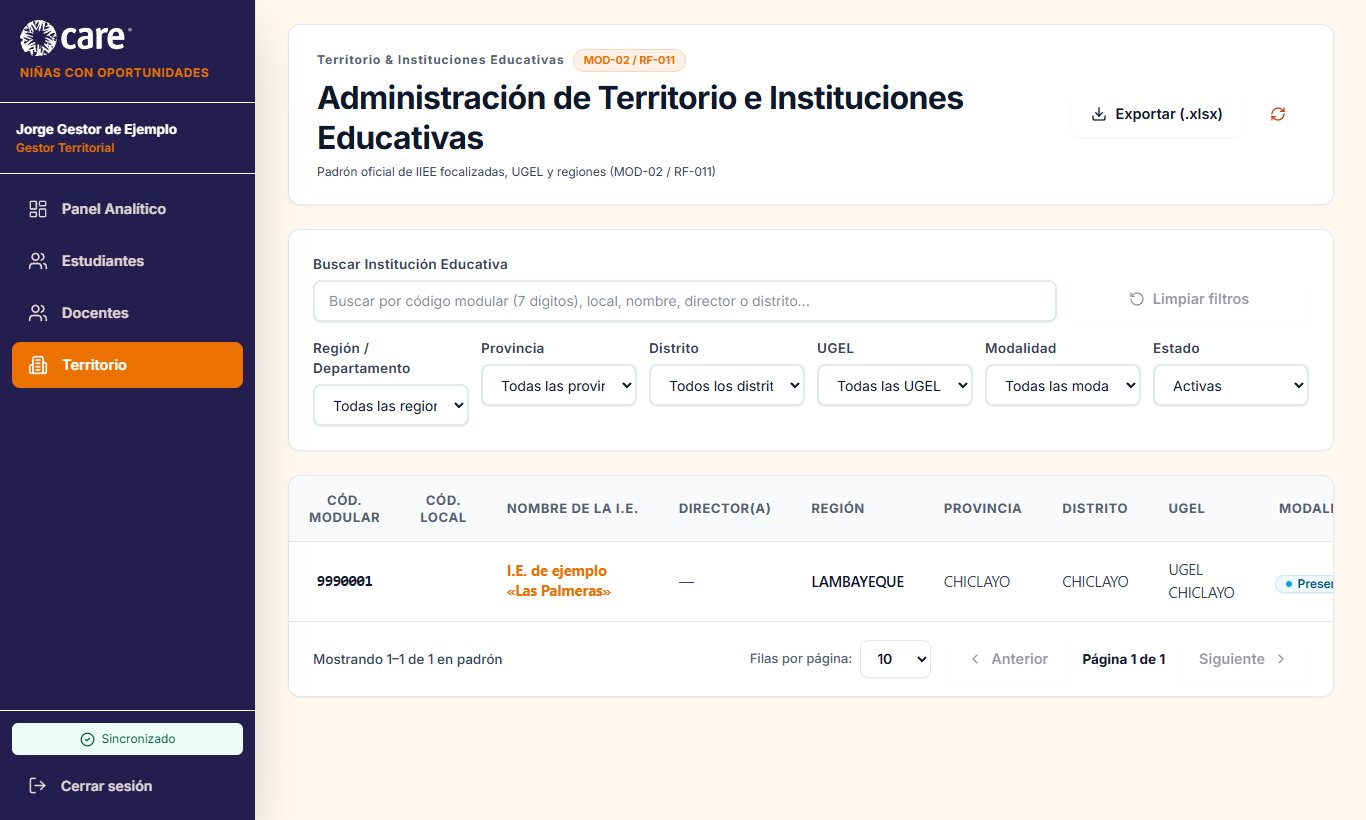 care
NIÑAS CON OPORTUNIDADES
Jorge Gestor de Ejemplo
Gestor Territorial
Panel Analítico
Estudiantes
Docentes
Territorio
Sincronizado
Cerrar sesión
Territorio & Instituciones Educativas MOD-02 / RF-011
Administración de Territorio e Instituciones
Educativas
Padrón oficial de IIEE focalizadas, UGEL y regiones (MOD-02 / RF-011)
Exportar (.xlsx)
Buscar Institución Educativa
Buscar por código modular (7 dígitos), local, nombre, director o distrito...
Limpiar filtros
Región /
Departamento
Todas las region
Provincia
Todas las provin
Distrito
Todos los distrit
UGEL
Todas las UGEL
Modalidad
Todas las moda
Estado
Activas
CÓD.
MODULAR
CÓD.
LOCAL
NOMBRE DE LA I.E.
DIRECTOR(A)
REGIÓN
PROVINCIA
DISTRITO
UGEL
MODALI
9990001
I.E. de ejemplo
«Las Palmeras»
—
LAMBAYEQUE
CHICLAYO
CHICLAYO
UGEL
CHICLAYO
Presen
Mostrando 1–1 de 1 en padrón
Filas por página: 10
Anterior
Página 1 de 1
Siguiente